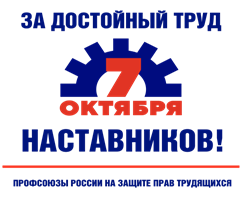 ЗА ДОСТОЙНЫЙ ТРУД
7
ОКТЯБРЯ
НАСТАВНИКОВ!
ПРОФСОЮЗЫ РОССИИ НА ЗАЩИТЕ ПРАВ ТРУДЯЩИХСЯ